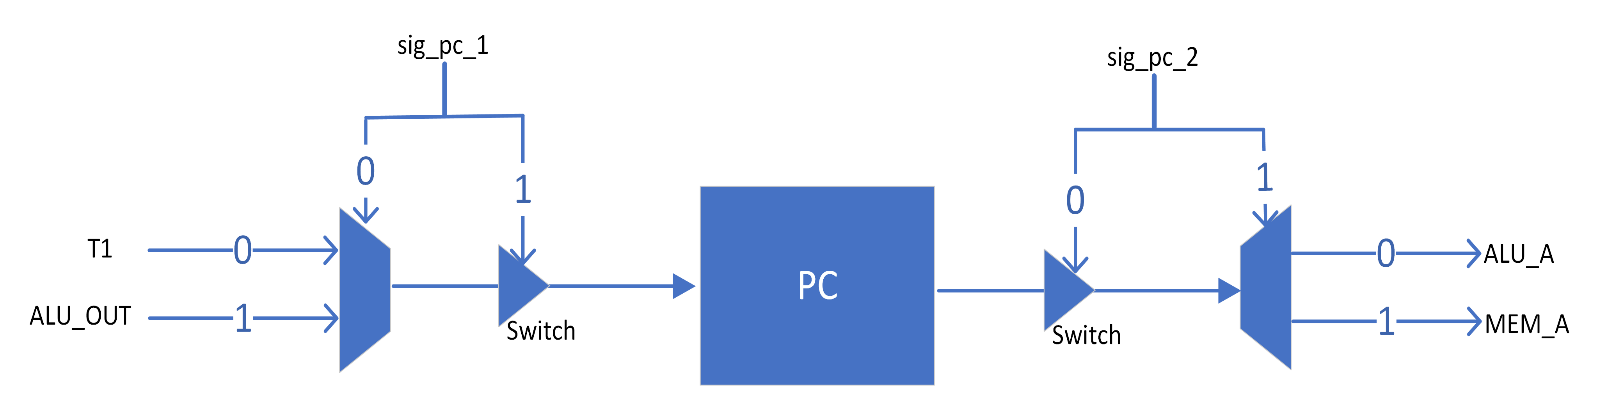 sig_pc_1
sig_pc_2
0
1
0
1
T1
0
0
ALU_A
PC
ALU_OUT
1
Switch
Switch
1
MEM_A